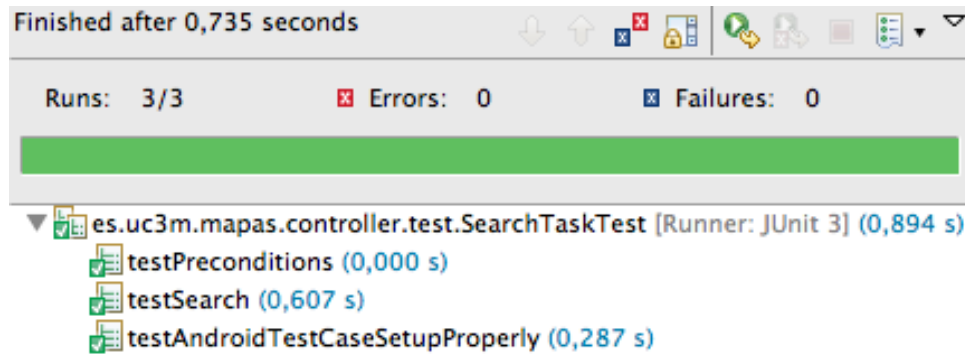 Finished after 0,735 seconds
Runs: 3/3 Errors: 0 Failures: 0
es.uc3m.mapas.controller.test.SearchTaskTest [Runner: JUnit 3] (0,894 s)
testPreconditions (0,000 s)
testSearch (0,607 s)
testAndroidTestCaseSetupProperly (0,287 s)